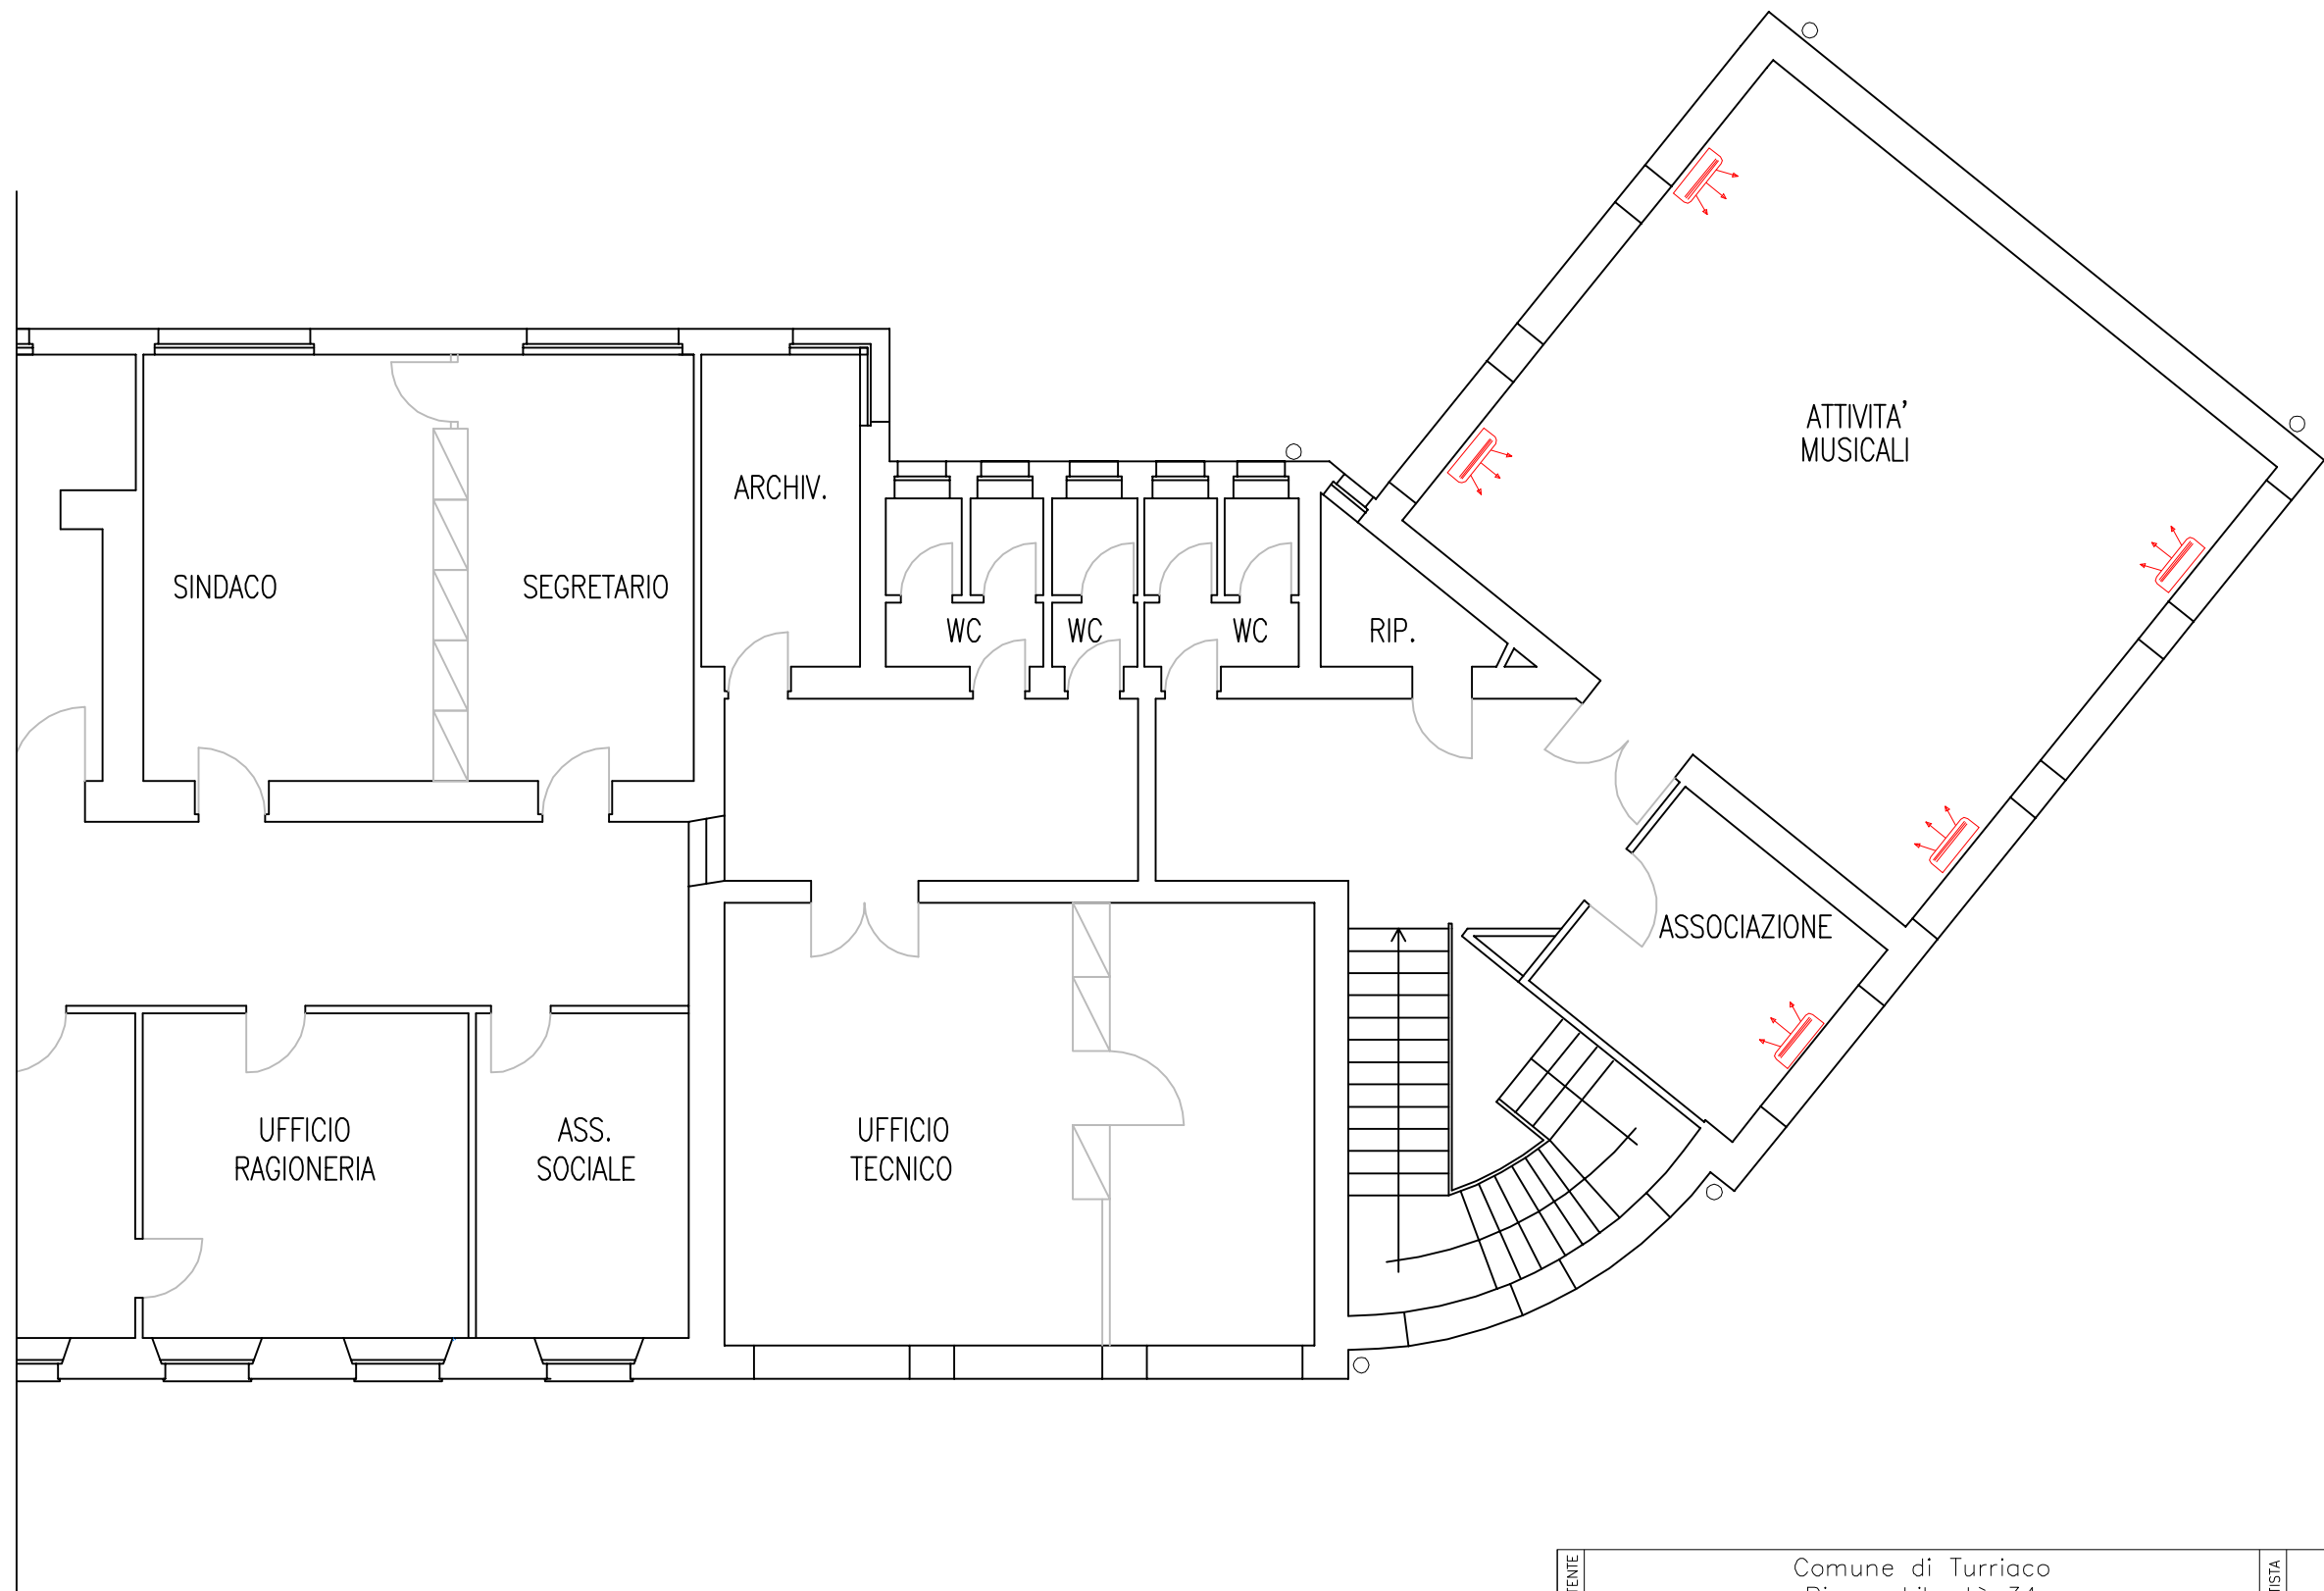 ATTIVITA'
MUSICALI
ARCHIV.
SINDACO
SEGRETARIO
WC
WC
WC
RIP.
ASSOCIAZIONE
UFFICIO
RAGIONERIA
ASS.
SOCIALE
UFFICIO
TECNICO
Comune di Turriaco